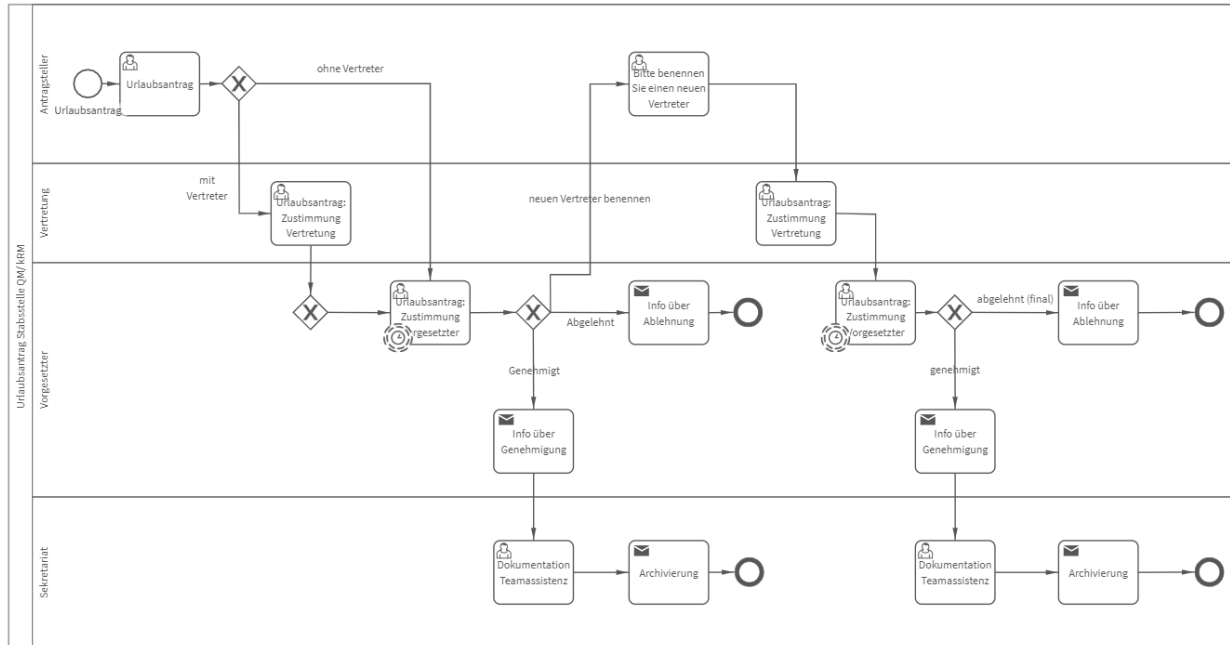 Urlaubsantrag Stabsstelle QM/ kRM
Antragsteller
Urlaubsantrag
Urlaubsantrag
ohne Vertreter
mit
Vertreter
Bitte benennen
Sie einen neuen
Vertreter
Vertretung
Urlaubsantrag:
Zustimmung
Vertretung
neuen Vertreter benennen
Urlaubsantrag:
Zustimmung
Vertretung
Vorgesetzter
Urlaubsantrag:
Zustimmung
Vorgesetzter
Abgelehnt
Info über
Ablehnung
Genehmigt
Info über
Genehmigung
Urlaubsantrag:
Zustimmung
Vorgesetzter
abgelehnt (final)
Info über
Ablehnung
genehmigt
Info über
Genehmigung
Sekretariat
Dokumentation
Teamassistenz
Archivierung
Dokumentation
Teamassistenz
Archivierung